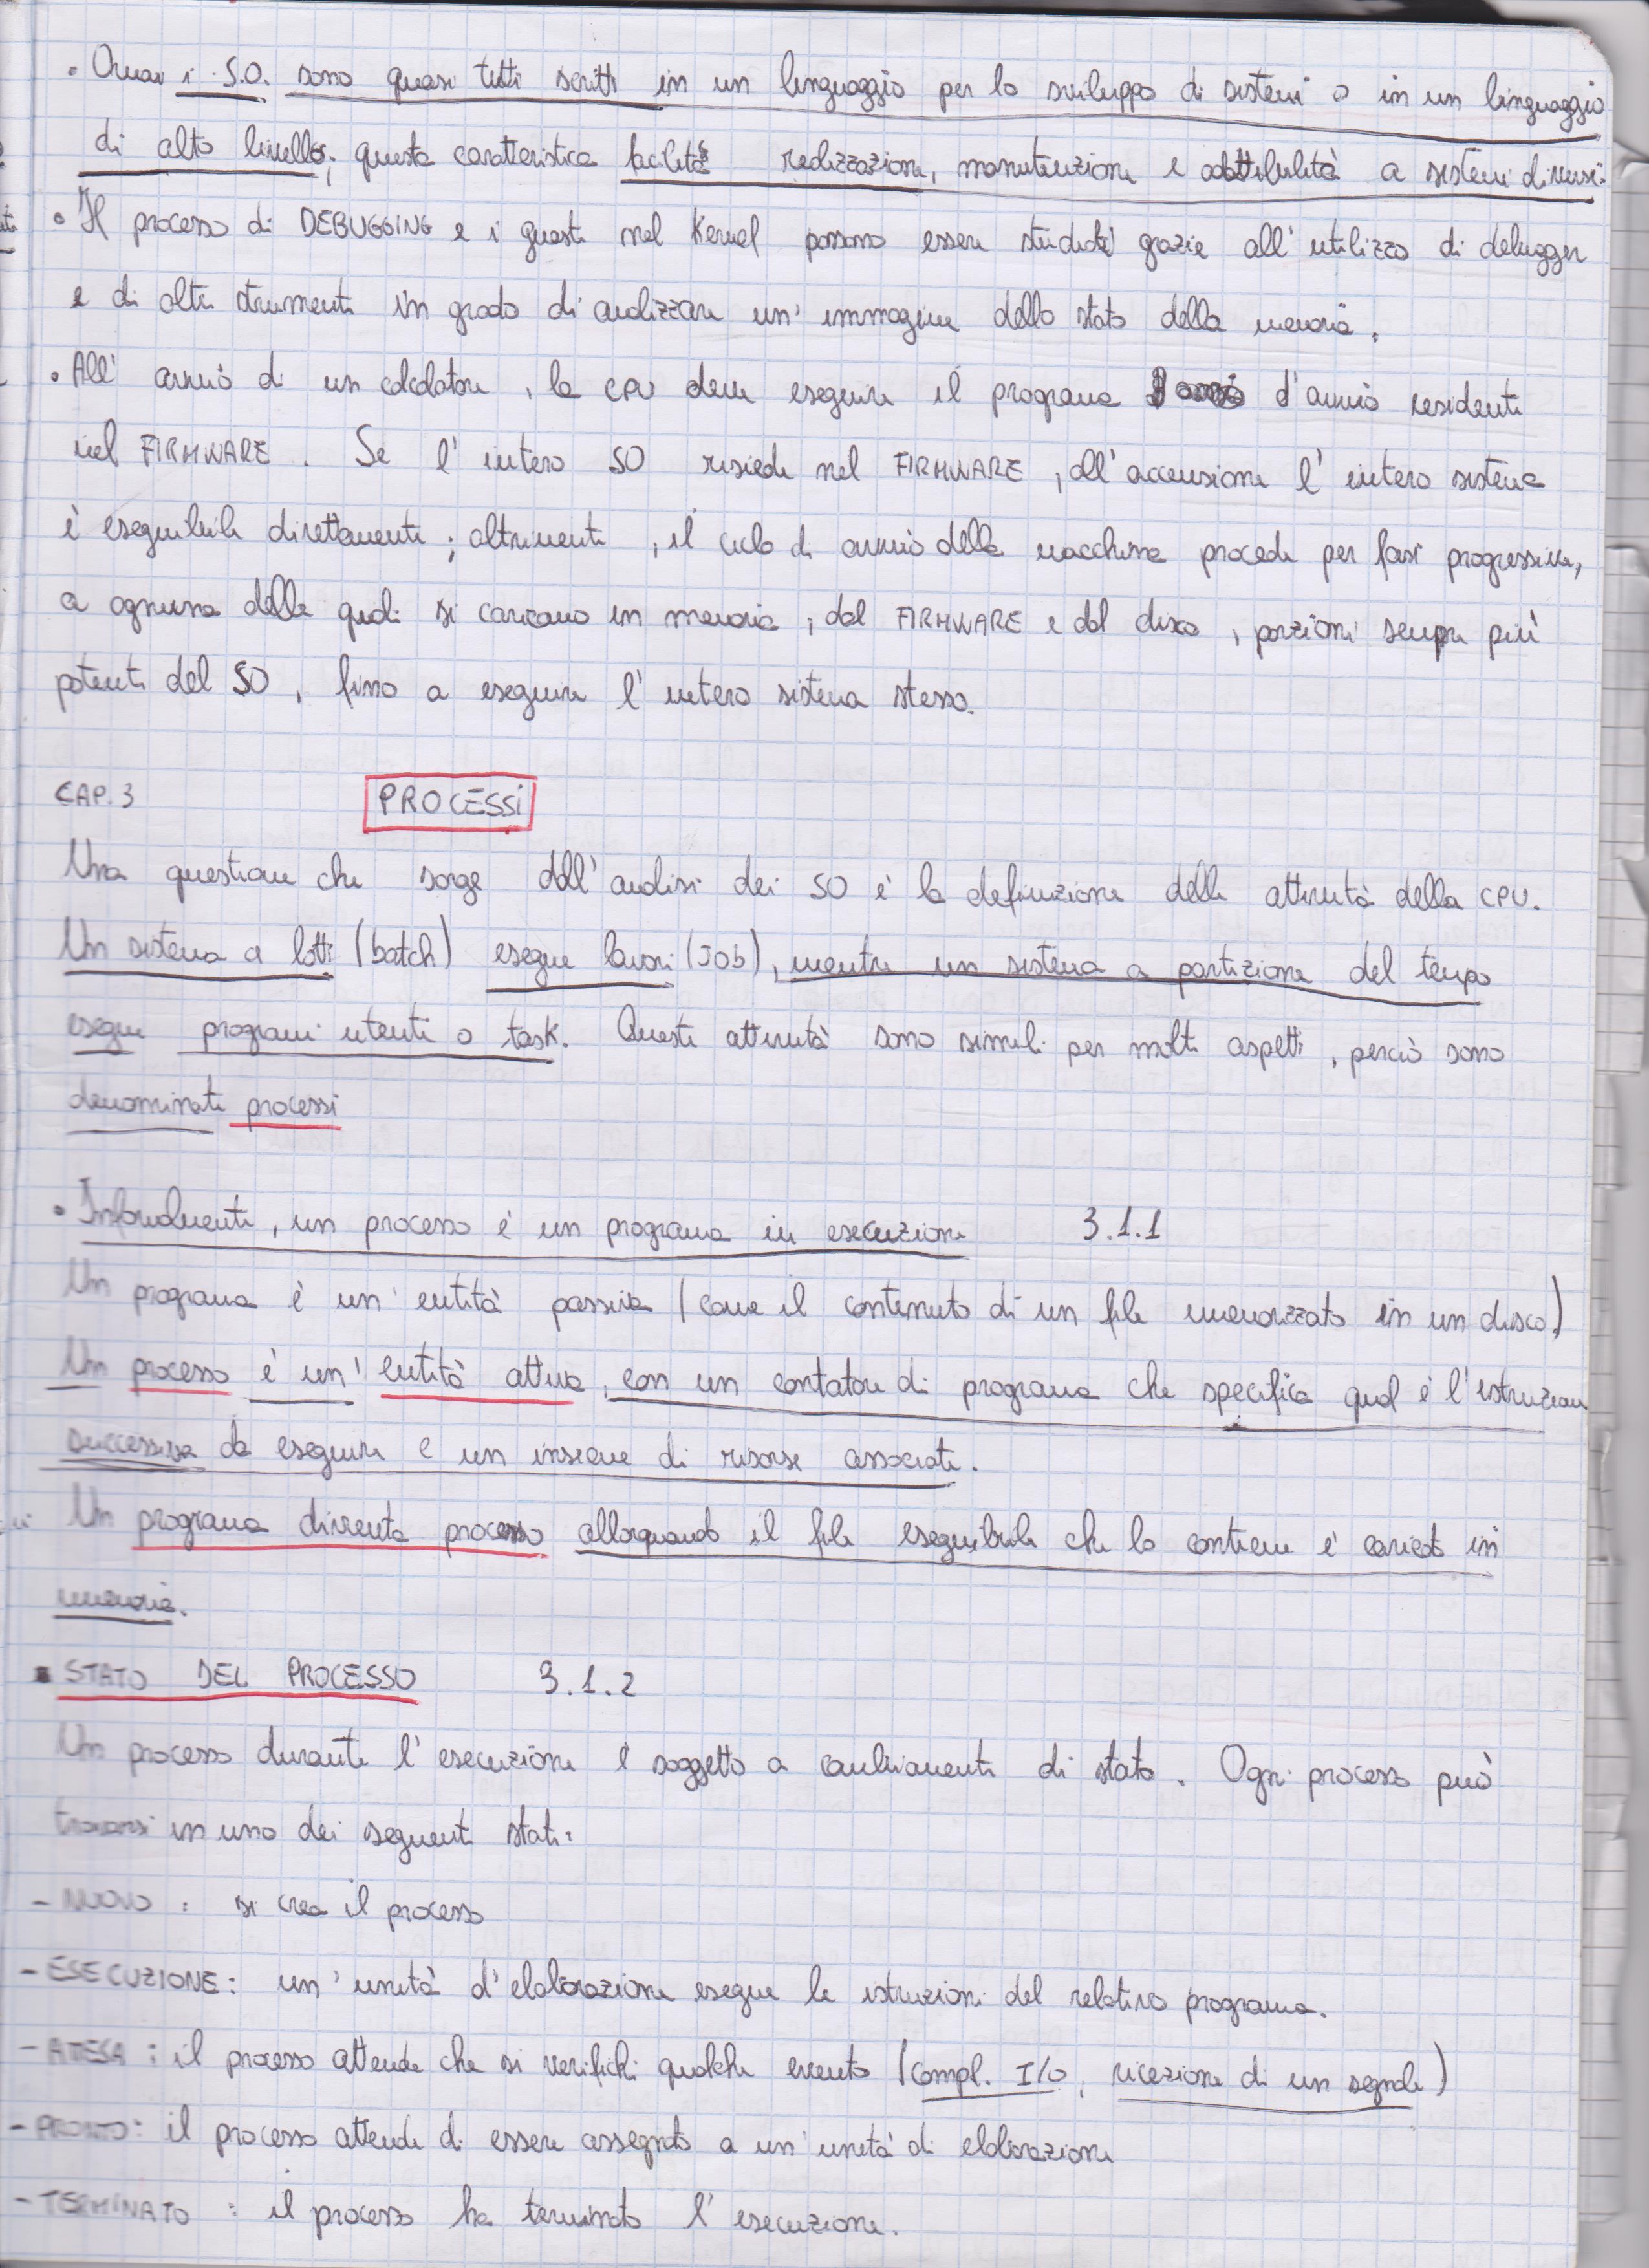 • Ormai i S.O. sono quasi tutti scritti in un linguaggio per lo sviluppo di sistemi o in un linguaggio
di alto livello; questa caratteristica facilita realizzazione, manutenzione e adattabilità a sistemi diversi.
• Il processo di DEBUGGING e i guasti nel Kernel possono essere studiati grazie all'utilizzo di debugger
e di altri strumenti in grado di analizzare un'immagine dello stato della memoria.
• All'avvio di un calcolatore, la CPU deve eseguire il programma d'avvio residente
nel FIRMWARE. Se l'intero SO risiede nel FIRMWARE, all'accensione l'intero sistema
è eseguibile direttamente; altrimenti, il ciclo di avvio della macchina procede per fasi progressive,
a ognuna delle quali si caricano in memoria, dal FIRMWARE e dal disco, porzioni sempre più
potenti del SO, fino a eseguire l'intero sistema stesso.
CAP. 3 PROCESSI
Una questione che sorge dall'analisi dei SO è la definizione delle attività della CPU.
Un sistema a lotti (batch) esegue lavori (Job), mentre un sistema a partizione del tempo
esegue programmi utenti o task. Queste attività sono simili per molti aspetti, perciò sono
denominate processi
• Informalmente, un processo è un programma in esecuzione 3.1.1
Un programma è un'entità passiva (come il contenuto di un file memorizzato in un disco)
Un processo è un'entità attiva, con un contatore di programma che specifica qual è l'istruzione
successiva da eseguire e un insieme di risorse associate.
Un programma diventa processo allorquando il file eseguibile che lo contiene è caricato in
memoria.
▪ STATO DEL PROCESSO 3.1.2
Un processo durante l'esecuzione è soggetto a cambiamenti di stato. Ogni processo può
trovarsi in uno dei seguenti stati:
- NUOVO : si crea il processo
- ESECUZIONE: un'unità d'elaborazione esegue le istruzioni del relativo programma.
- ATTESA : il processo attende che si verifichi qualche evento (compl. I/O, ricezione di un segnale)
- PRONTO: il processo attende di essere assegnato a un'unità di elaborazione
- TERMINATO : il processo ha terminato l'esecuzione.